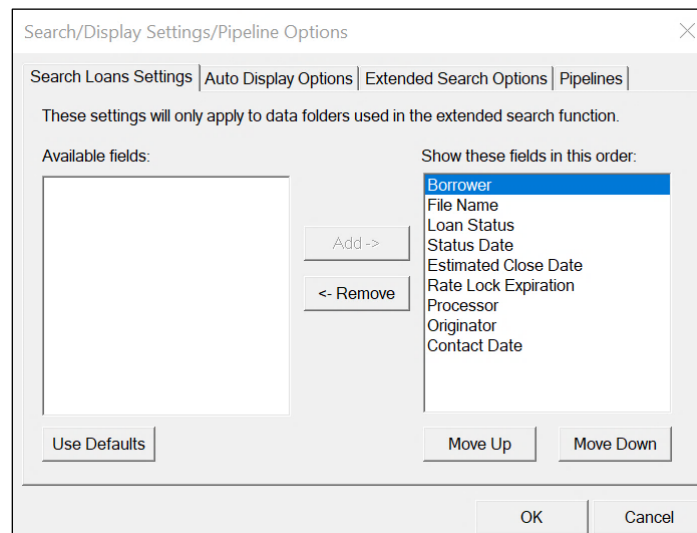 Search/Display Settings/Pipeline Options
Search Loans Settings Auto Display Options Extended Search Options Pipelines
These settings will only apply to data folders used in the extended search function.
Available fields:
Show these fields in this order:
Borrower
File Name
Loan Status
Status Date
Estimated Close Date
Rate Lock Expiration
Processor
Originator
Contact Date
Add ->
<- Remove
Use Defaults
Move Up
Move Down
OK
Cancel